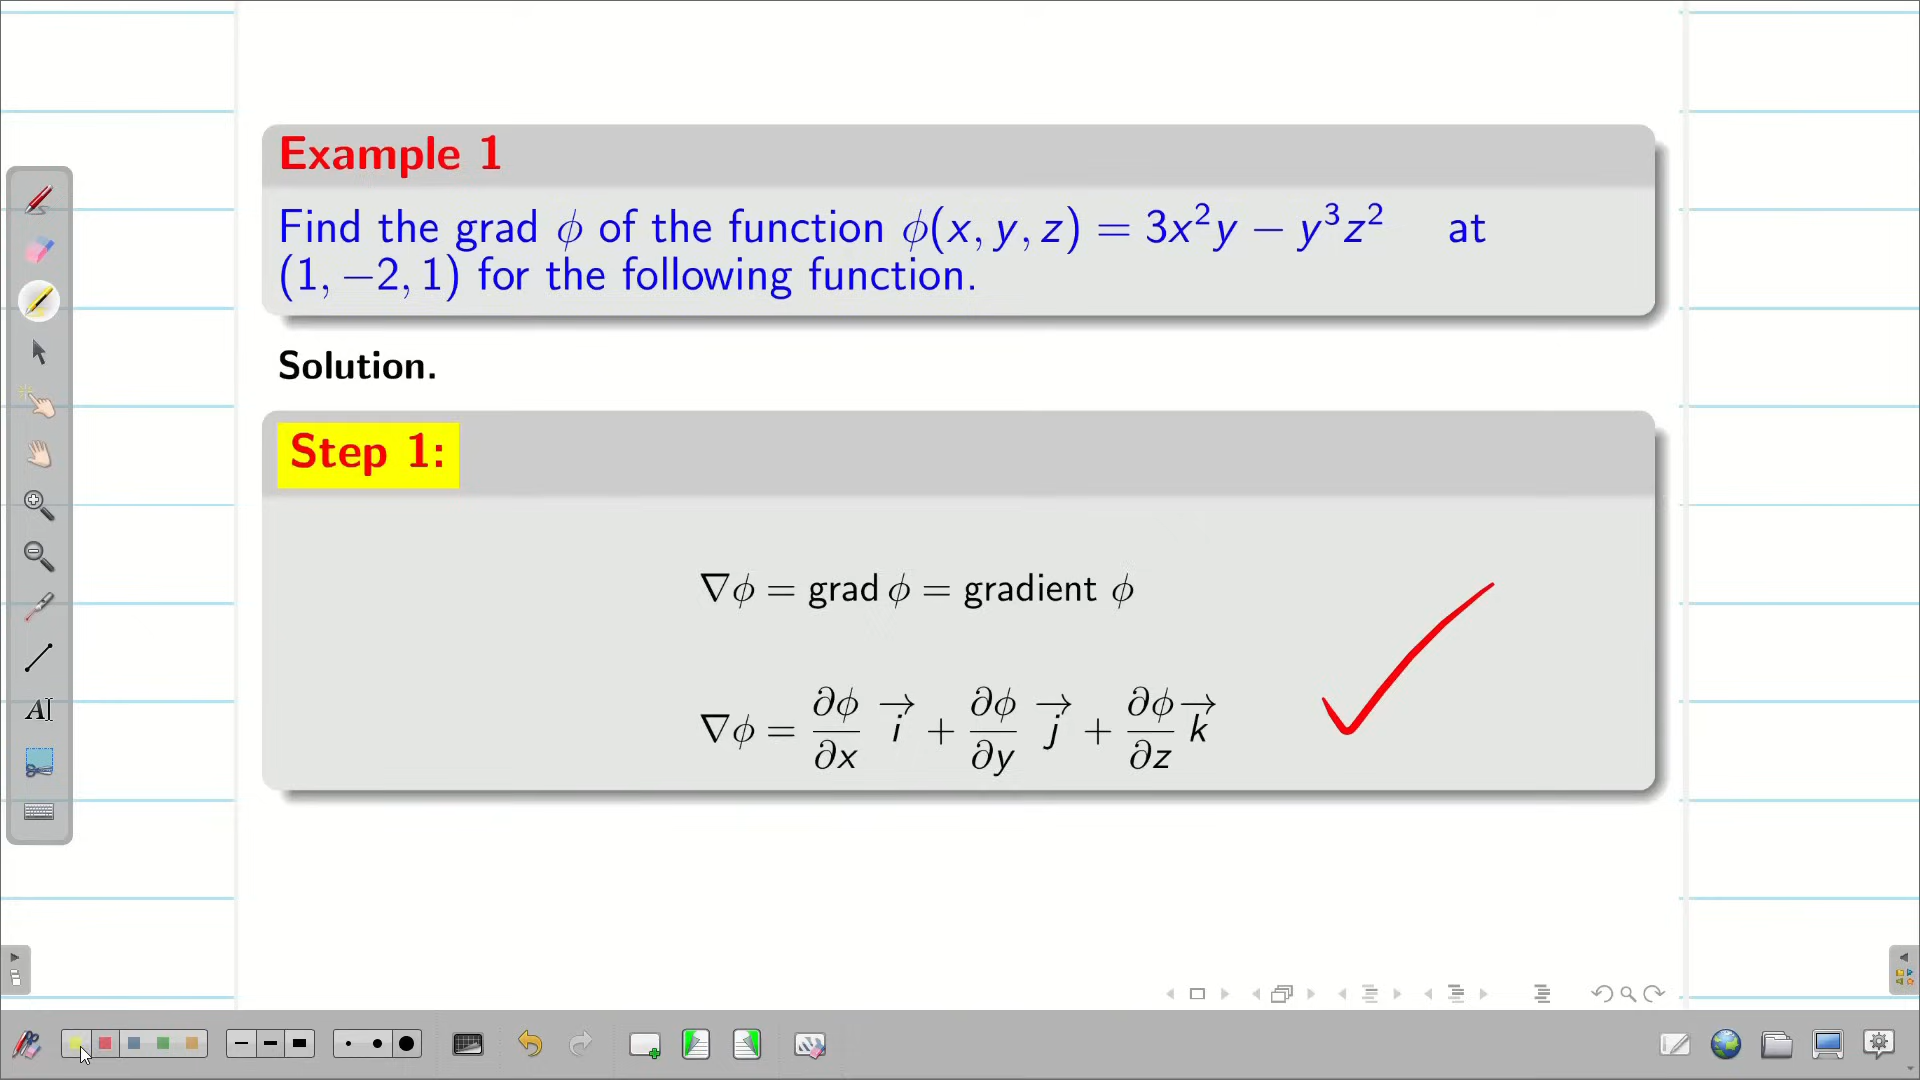 Example 1
Find the grad ϕ of the function ϕ(x, y, z) = 3x²y − y³z² at
(1, −2, 1) for the following function.
Solution.
Step 1:
∇ϕ = grad ϕ = gradient ϕ
∇ϕ = ∂ϕ/∂x i⃗ + ∂ϕ/∂y j⃗ + ∂ϕ/∂z k⃗